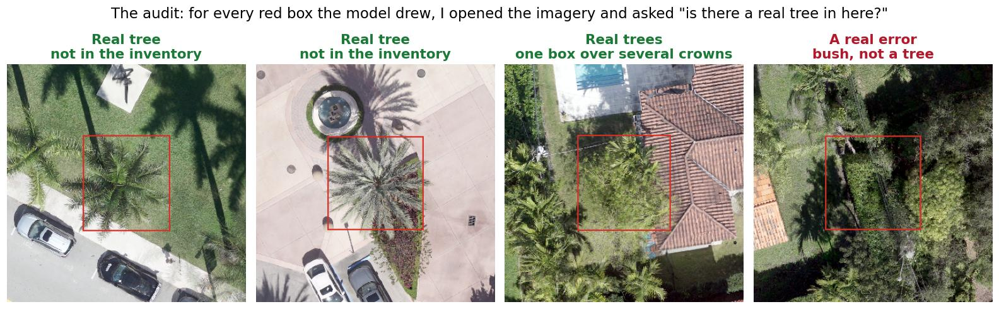 The audit: for every red box the model drew, I opened the imagery and asked "is there a real tree in here?"
Real tree
not in the inventory
Real tree
not in the inventory
Real trees
one box over several crowns
A real error
bush, not a tree